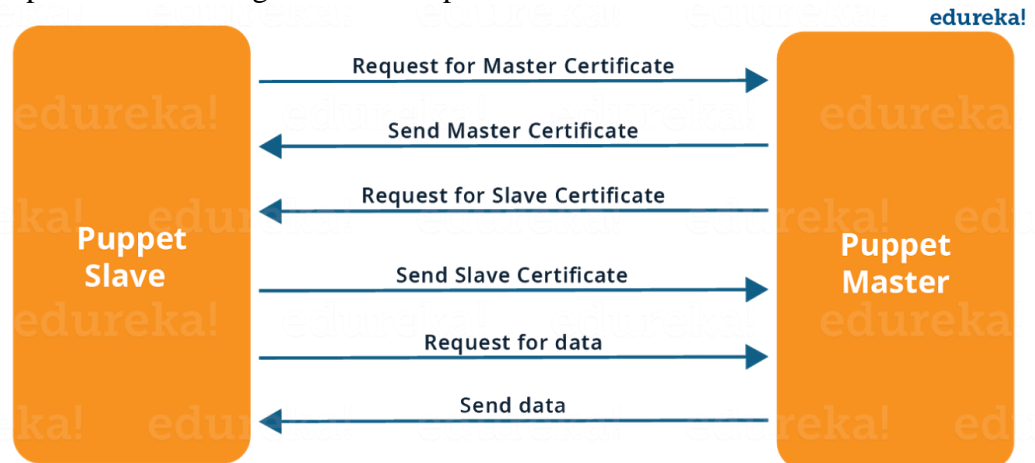 edureka!
Request for Master Certificate
Send Master Certificate
Request for Slave Certificate
Puppet
Slave
Puppet
Master
Send Slave Certificate
Request for data
Send data